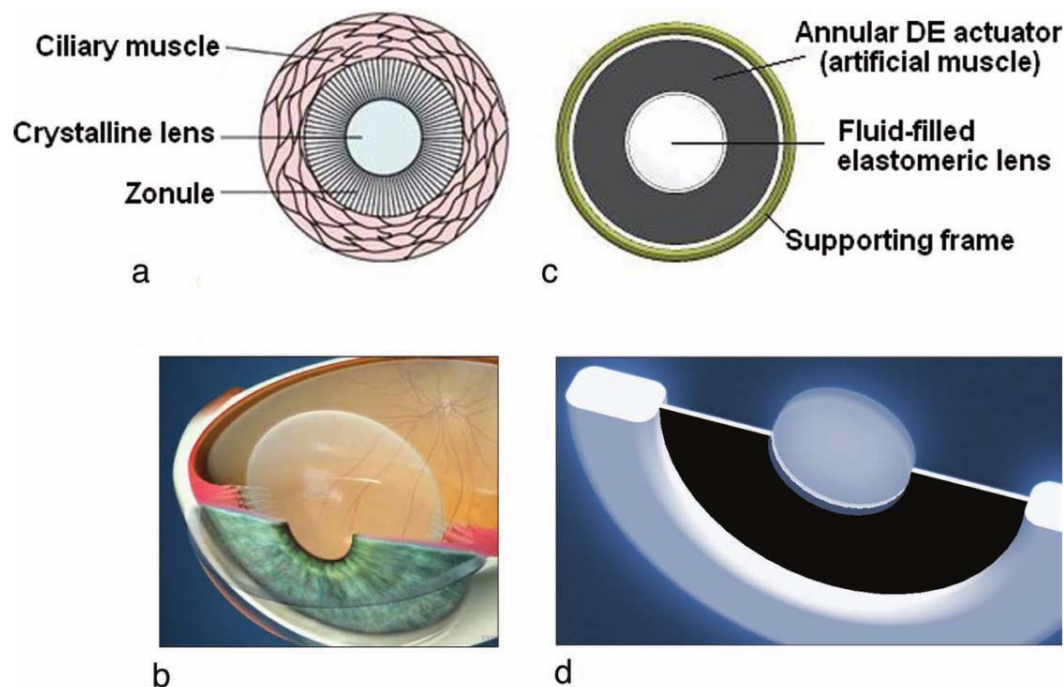 Ciliary muscle
Crystalline lens
Zonule
a
Annular DE actuator
(artificial muscle)
Fluid-filled
elastomeric lens
Supporting frame
c
b
d